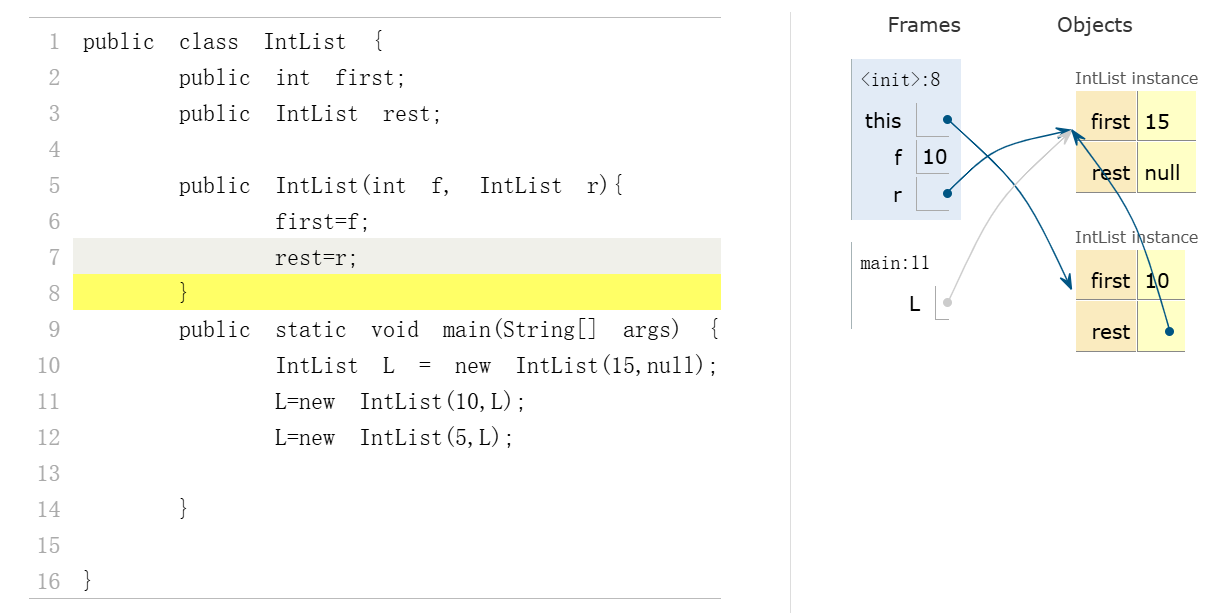 1 public class IntList {
2 public int first;
3 public IntList rest;
4
5 public IntList(int f, IntList r){
6 first=f;
7 rest=r;
8 }
9 public static void main(String[] args) {
10 IntList L = new IntList(15,null);
11 L=new IntList(10,L);
12 L=new IntList(5,L);
13
14 }
15
16 }
Frames
Objects
<init>:8
this
f 10
r
main:11
L
IntList instance
first 15
rest null
IntList instance
first 10
rest